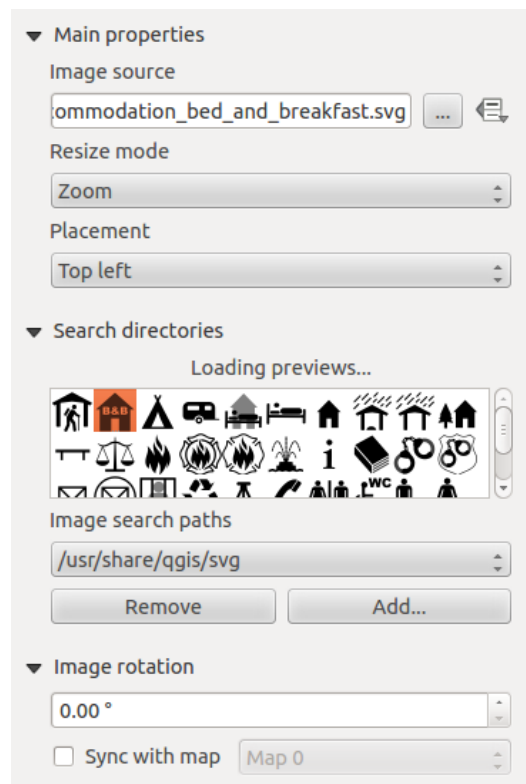 Main properties
Image source
ommodation_bed_and_breakfast.svg ...
Resize mode
Zoom
Placement
Top left
Search directories
Loading previews...
B&B
i
WC
Image search paths
/usr/share/qgis/svg
Remove Add...
Image rotation
0.00 °
Sync with map Map 0